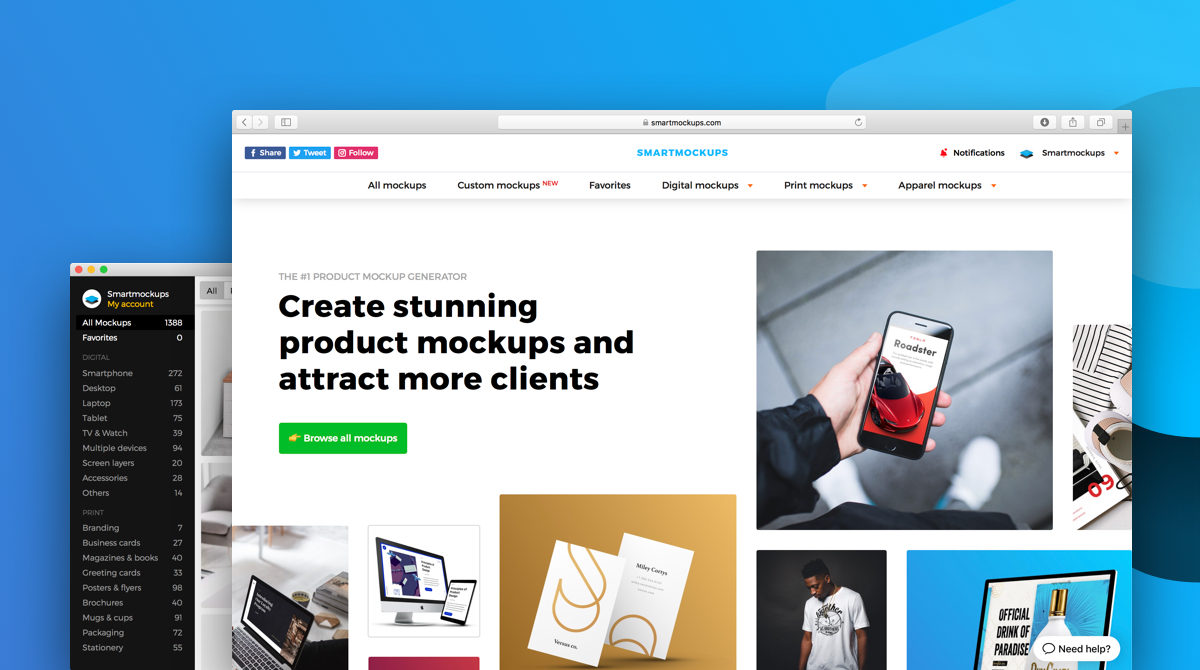 smartmockups.com
Share Tweet Follow
SMARTMOCKUPS
Notifications Smartmockups
All mockups Custom mockups NEW Favorites Digital mockups Print mockups Apparel mockups
THE #1 PRODUCT MOCKUP GENERATOR
Create stunning
product mockups and
attract more clients
👉 Browse all mockups
Smartmockups
My account
All
All Mockups 1388
Favorites 0
DIGITAL
Smartphone 272
Desktop 61
Laptop 173
Tablet 75
TV & Watch 39
Multiple devices 94
Screen layers 20
Accessories 28
Others 14
PRINT
Branding 7
Business cards 27
Magazines & books 40
Greeting cards 33
Posters & flyers 98
Brochures 40
Mugs & cups 91
Packaging 72
Stationery 55
TESLA
Roadster
09
Miley Cortys
Versus co.
OFFICIAL
DRINK OF
PARADISE
Need help?